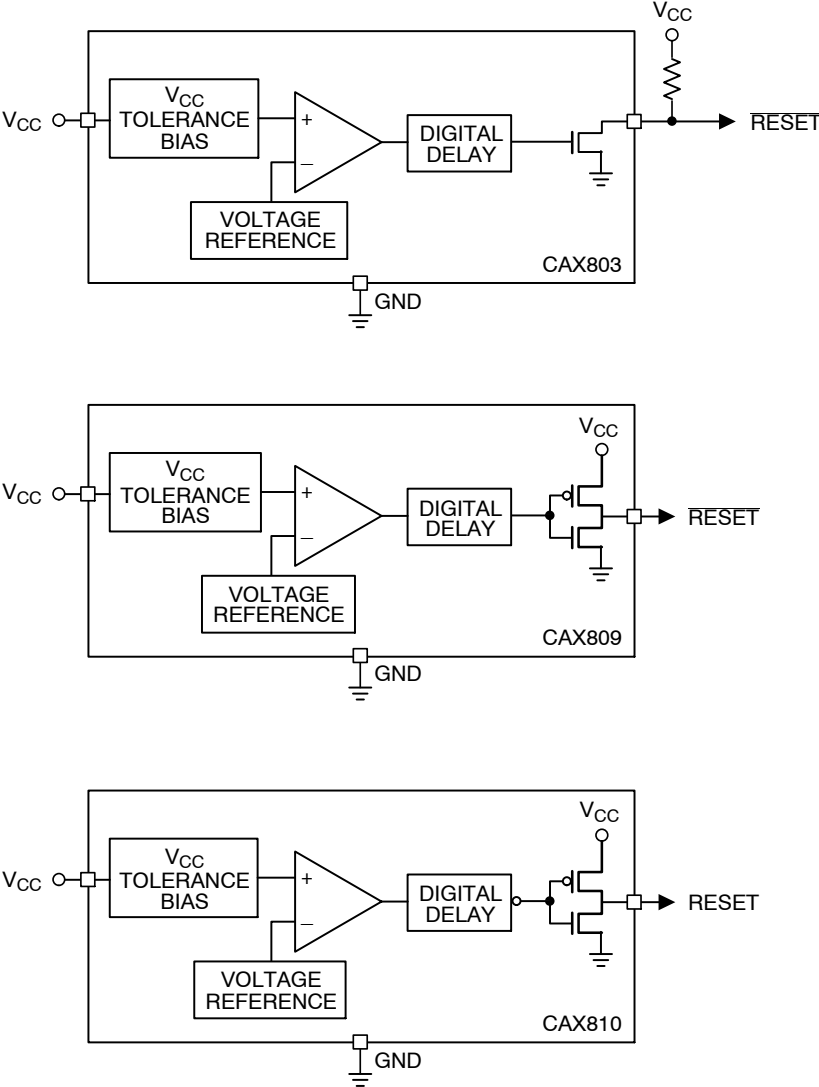 VCC
VCC
VCC
TOLERANCE
BIAS
+
–
DIGITAL
DELAY
RESET
VOLTAGE
REFERENCE
CAX803
GND
VCC
VCC
VCC
TOLERANCE
BIAS
+
–
DIGITAL
DELAY
RESET
VOLTAGE
REFERENCE
CAX809
GND
VCC
VCC
VCC
TOLERANCE
BIAS
+
–
DIGITAL
DELAY
RESET
VOLTAGE
REFERENCE
CAX810
GND